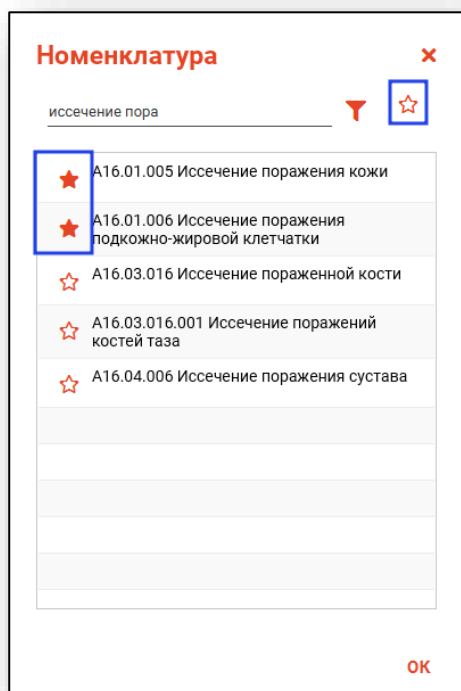 Номенклатура
иссечение пора
A16.01.005 Иссечение поражения кожи
A16.01.006 Иссечение поражения
подкожно-жировой клетчатки
A16.03.016 Иссечение пораженной кости
A16.03.016.001 Иссечение поражений
костей таза
A16.04.006 Иссечение поражения сустава
ОК